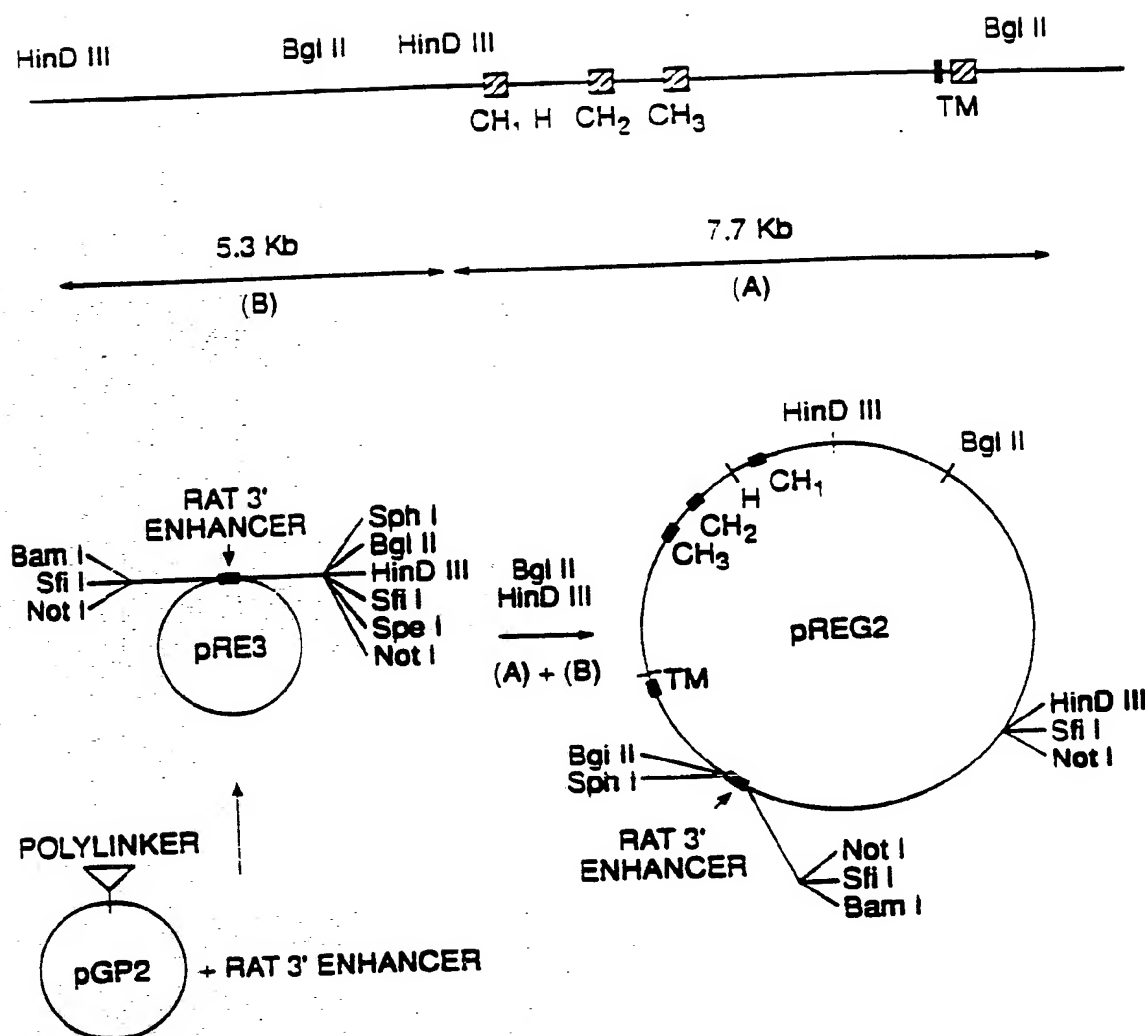 HinD III Bgl II HinD III Bgl II
CH₁ H CH₂ CH₃ TM
5.3 Kb 7.7 Kb
(B) (A)
HinD III
Bgl II
CH₁
H
CH₂
CH₃
pREG2
TM
HinD III
Sfi I
Not I
Bgl II
Sph I
RAT 3'
ENHANCER
Not I
Sfi I
Bam I
RAT 3'
ENHANCER
Bam I
Sfi I
Not I
Sph I
Bgl II
HinD III
Sfi I
Spe I
Not I
pRE3
Bgl II
HinD III
(A) + (B)
POLYLINKER
pGP2
+ RAT 3' ENHANCER